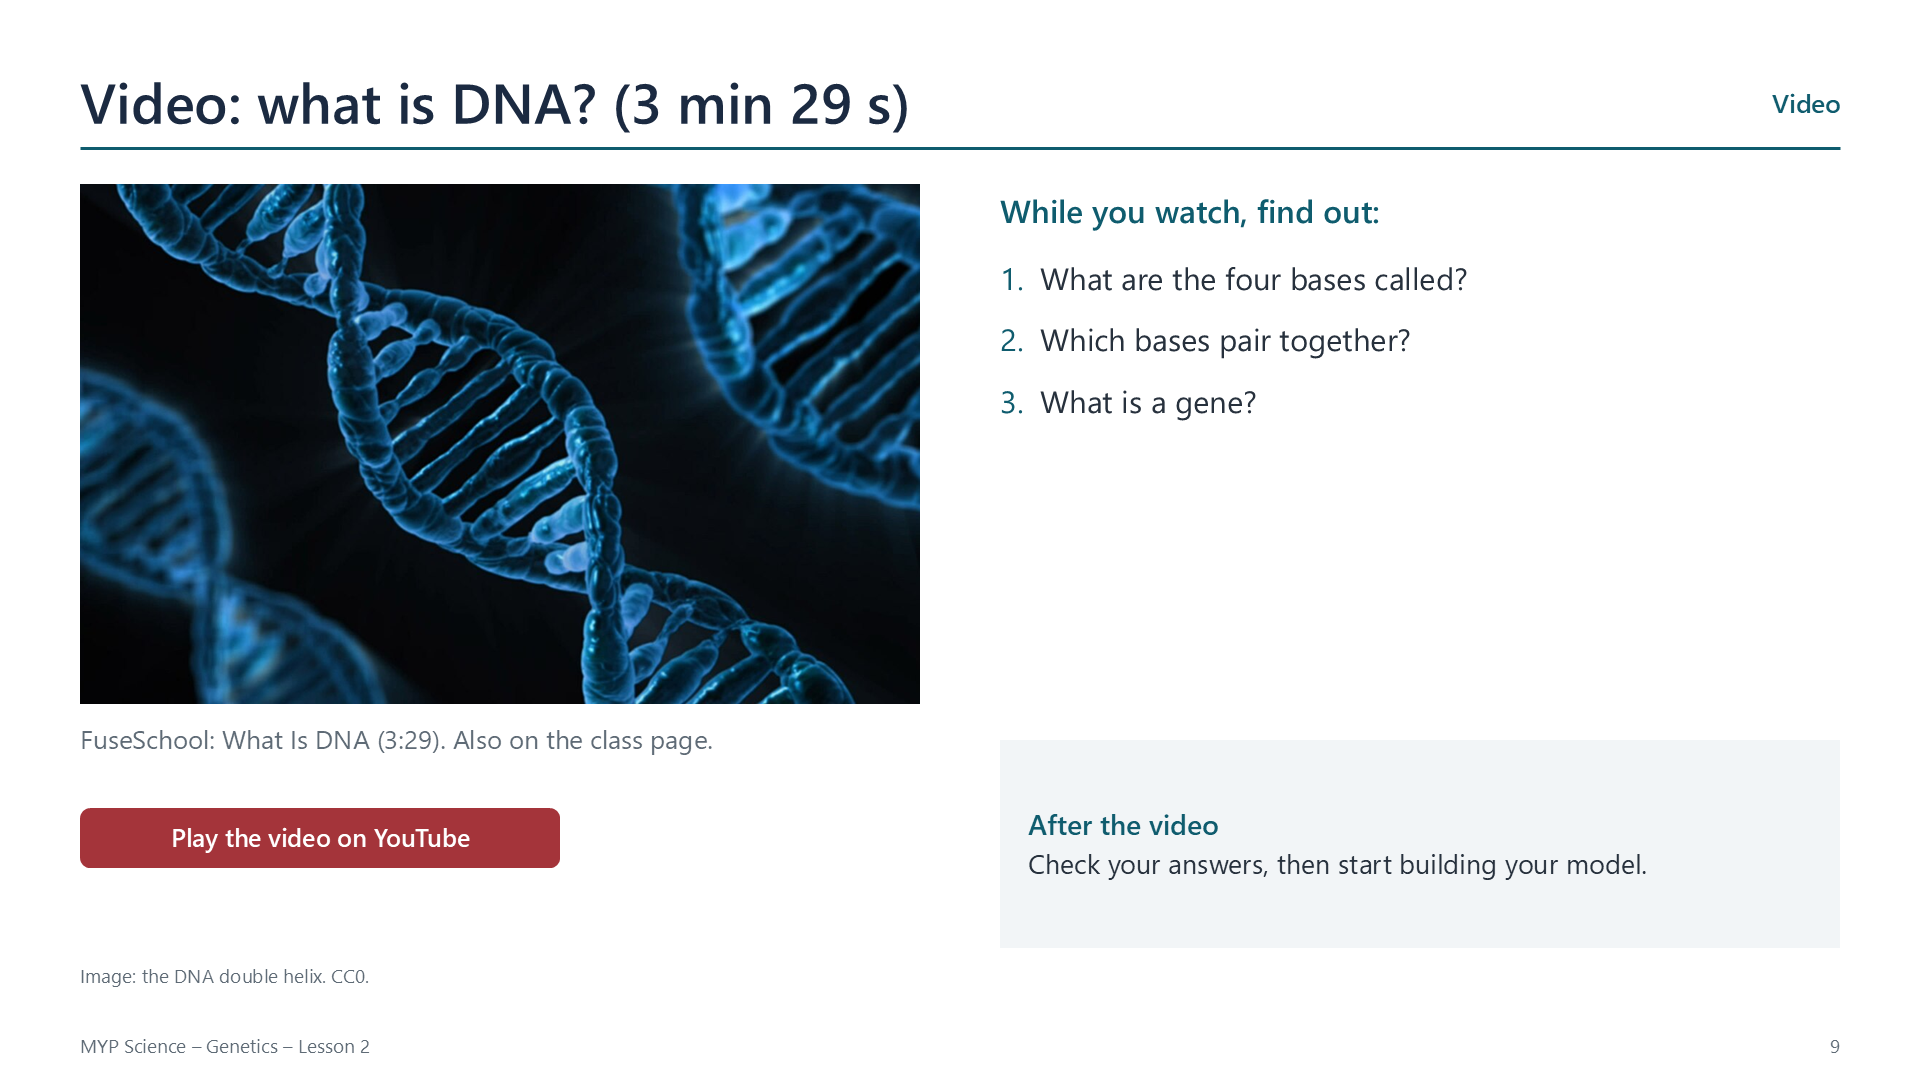 Video: what is DNA? (3 min 29 s)
Video
While you watch, find out:
1. What are the four bases called?
2. Which bases pair together?
3. What is a gene?
FuseSchool: What Is DNA (3:29). Also on the class page.
Play the video on YouTube
After the video
Check your answers, then start building your model.
Image: the DNA double helix. CC0.
MYP Science – Genetics – Lesson 2
9